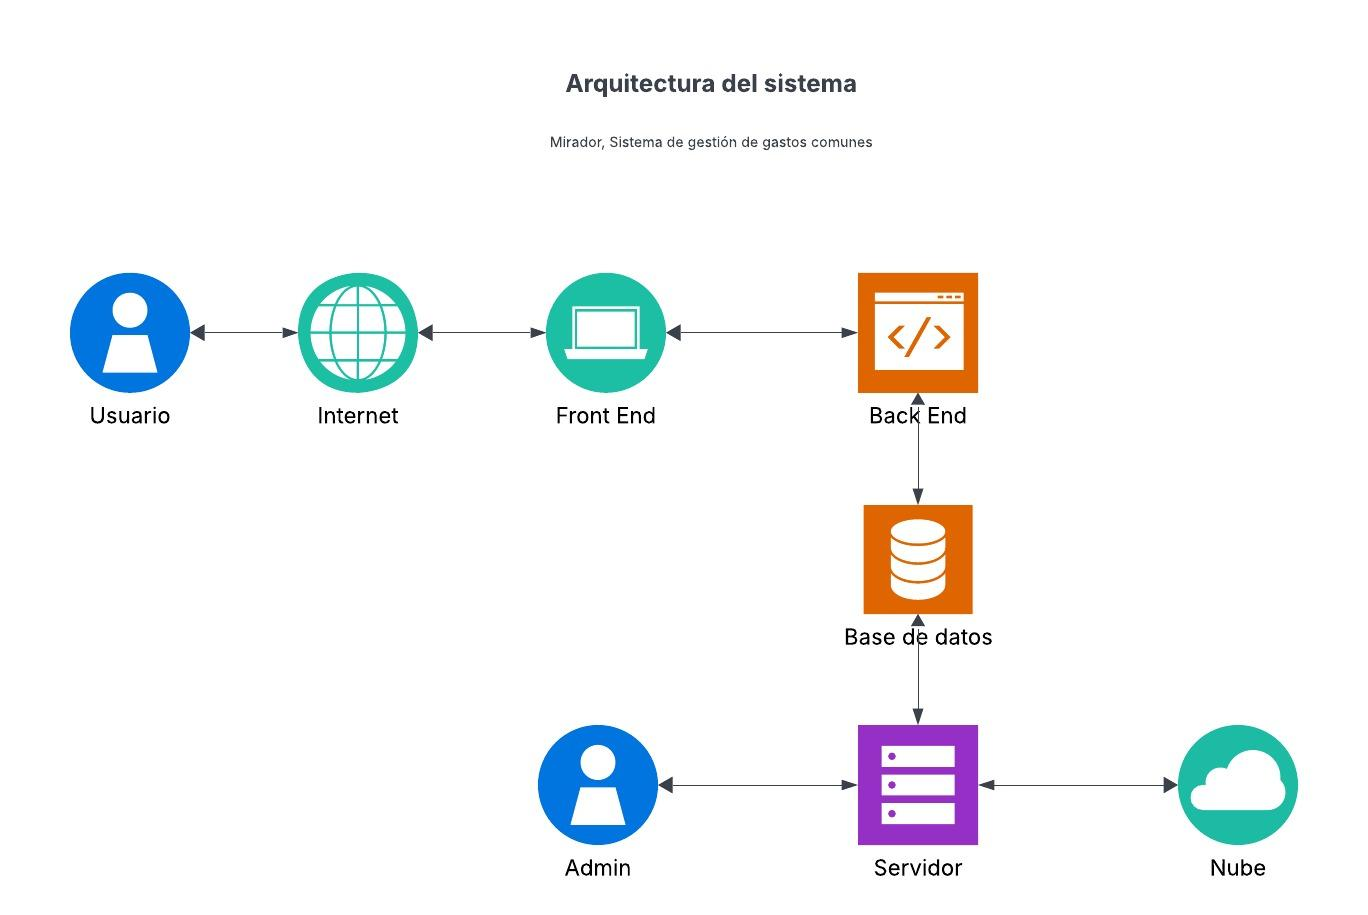 Arquitectura del sistema
Mirador, Sistema de gestión de gastos comunes
Usuario
Internet
Front End
Back End
Base de datos
Admin
Servidor
Nube